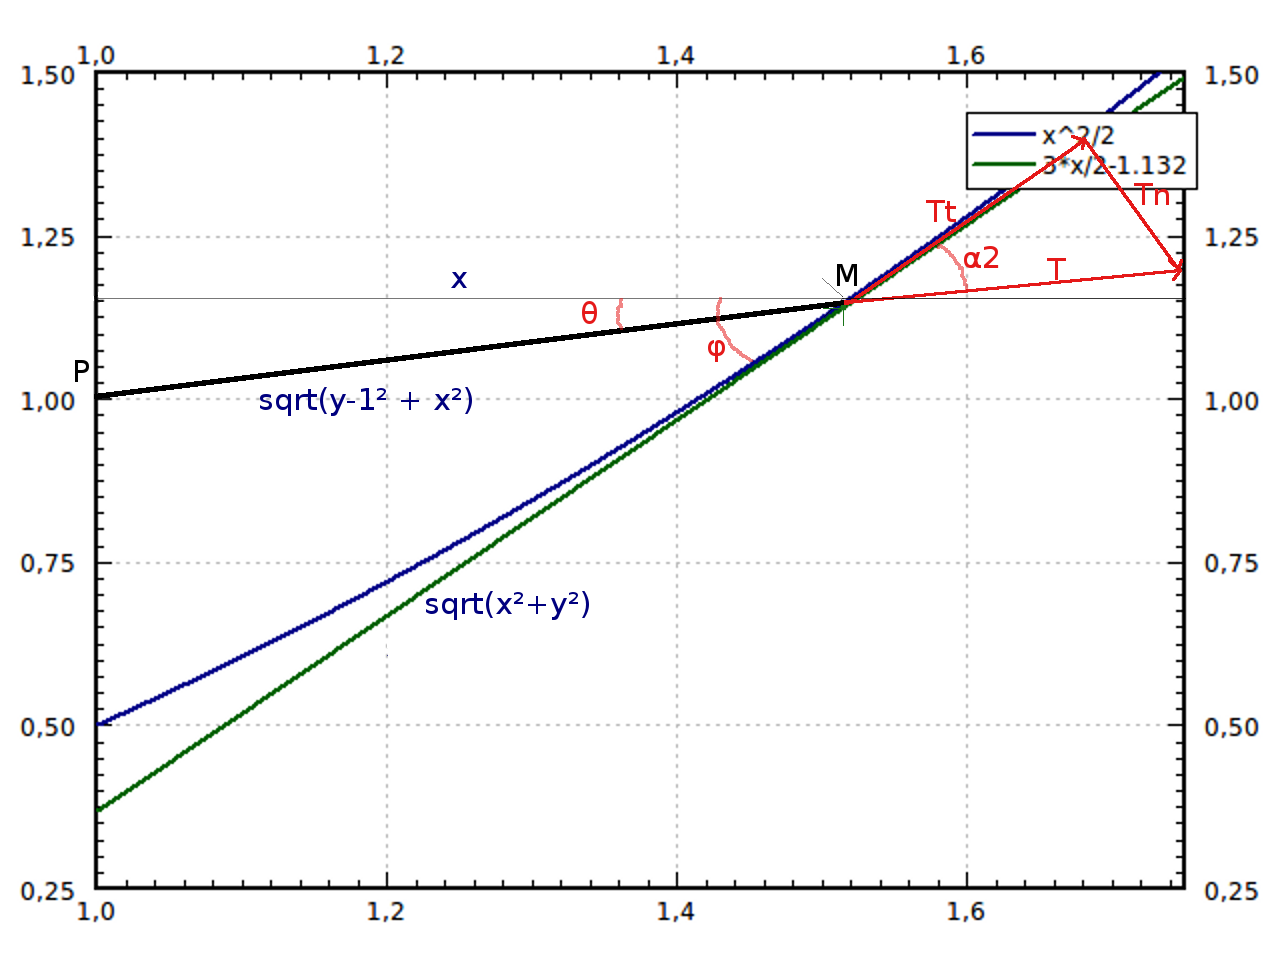 1,0 1,2 1,4 1,6
1,50 1,50
x^2/2
3*x/2-1.132
Tn
Tt
1,25 1,25
α2
T
M
x
θ
φ
P
1,00 1,00
sqrt(y-1² + x²)
0,75 0,75
sqrt(x²+y²)
0,50 0,50
0,25 0,25
1,0 1,2 1,4 1,6